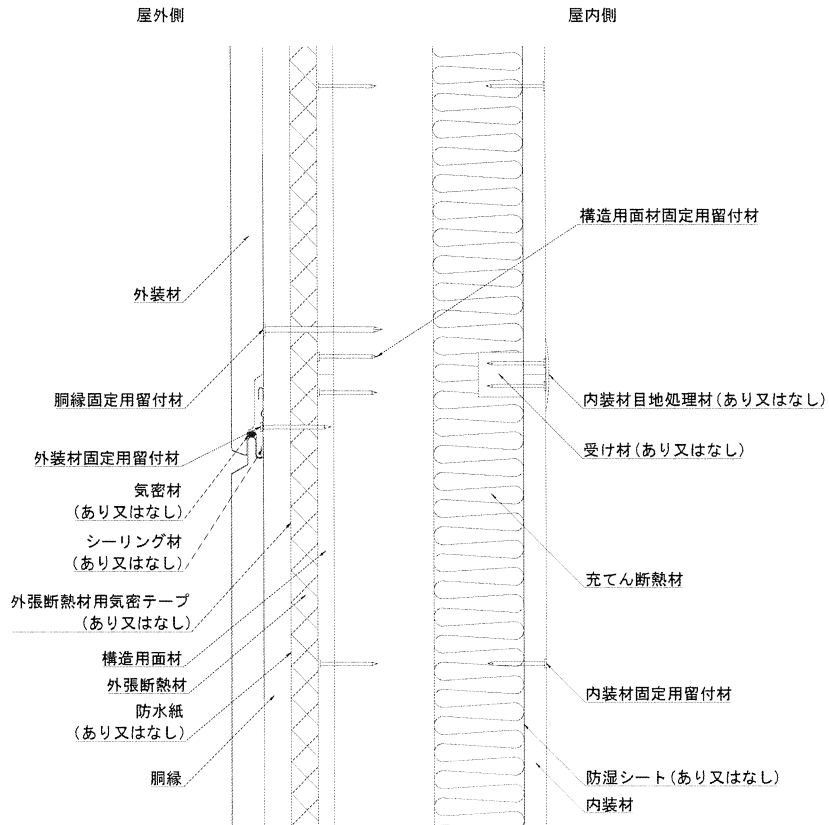 屋外側
屋内側
構造用面材固定用留付材
外装材
胴縁固定用留付材
内装材目地処理材(あり又はなし)
外装材固定用留付材
受け材(あり又はなし)
気密材
(あり又はなし)
シーリング材
(あり又はなし)
充てん断熱材
外張断熱材用気密テープ
(あり又はなし)
構造用面材
外張断熱材
内装材固定用留付材
防水紙
(あり又はなし)
胴縁
防湿シート(あり又はなし)
内装材